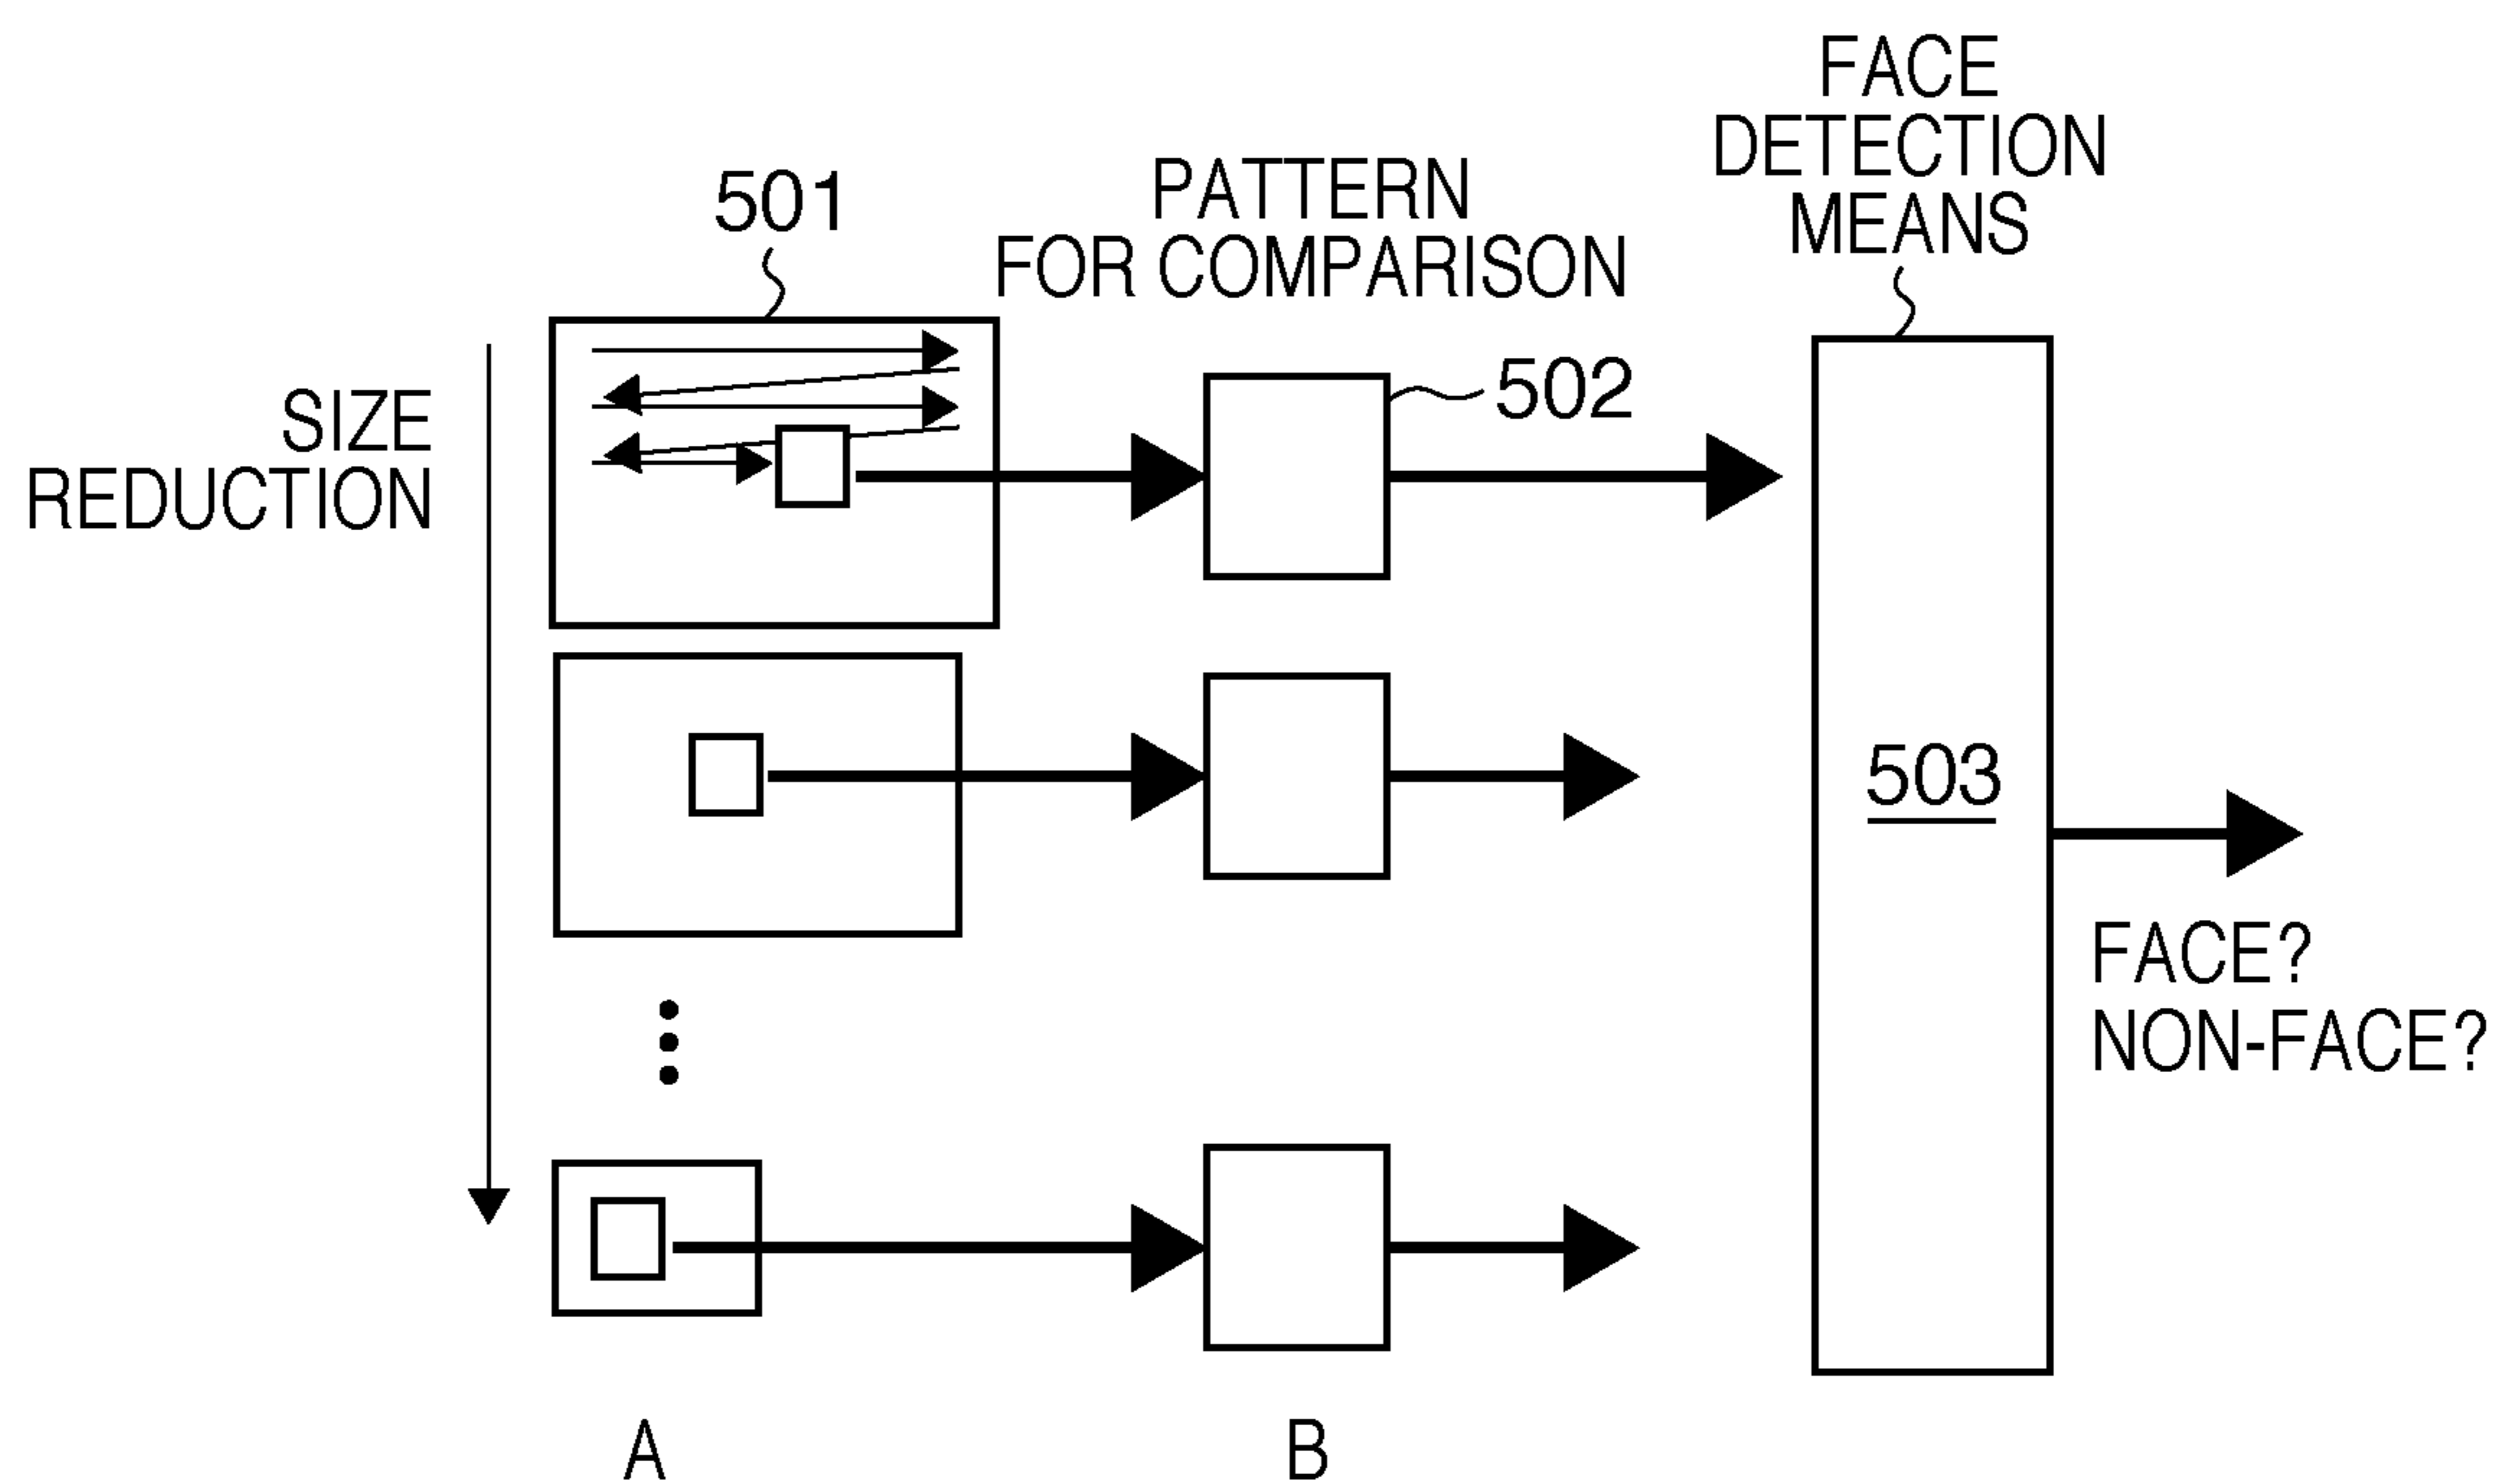 FACE
DETECTION
MEANS
501
PATTERN
FOR COMPARISON
502
SIZE
REDUCTION
503
FACE?
NON-FACE?
A
B